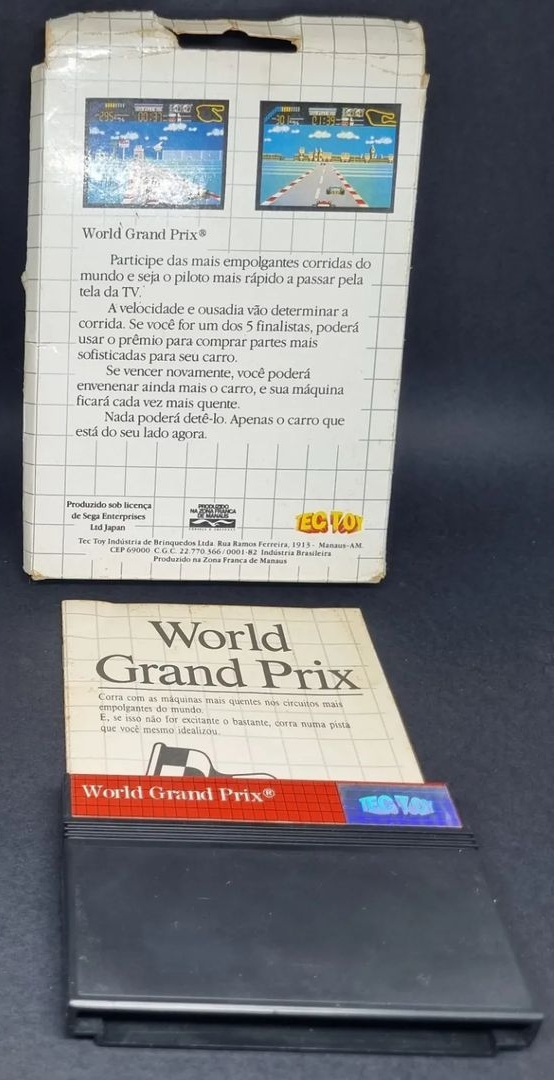 World Grand Prix®
Participe das mais empolgantes corridas do
mundo e seja o piloto mais rápido a passar pela
tela da TV.
A velocidade e ousadia vão determinar a
corrida. Se você for um dos 5 finalistas, poderá
usar o prêmio para comprar partes mais
sofisticadas para seu carro.
Se vencer novamente, você poderá
envenenar ainda mais o carro, e sua máquina
ficará cada vez mais quente.
Nada poderá detê-lo. Apenas o carro que
está do seu lado agora.
Produzido sob licença
de Sega Enterprises
Ltd Japan
PRODUZIDO
NA ZONA FRANCA
DE MANAUS
TEC TOY
Tec Toy Indústria de Brinquedos Ltda. Rua Ramos Ferreira, 1913 - Manaus-AM.
CEP 69000 C.G.C. 22.770.366/0001-82 Indústria Brasileira
Produzido na Zona Franca de Manaus
World
Grand Prix
Corra com as máquinas mais quentes nos circuitos mais
empolgantes do mundo.
E, se isso não for excitante o bastante, corra numa pista
que você mesmo idealizou.
World Grand Prix®
TEC TOY